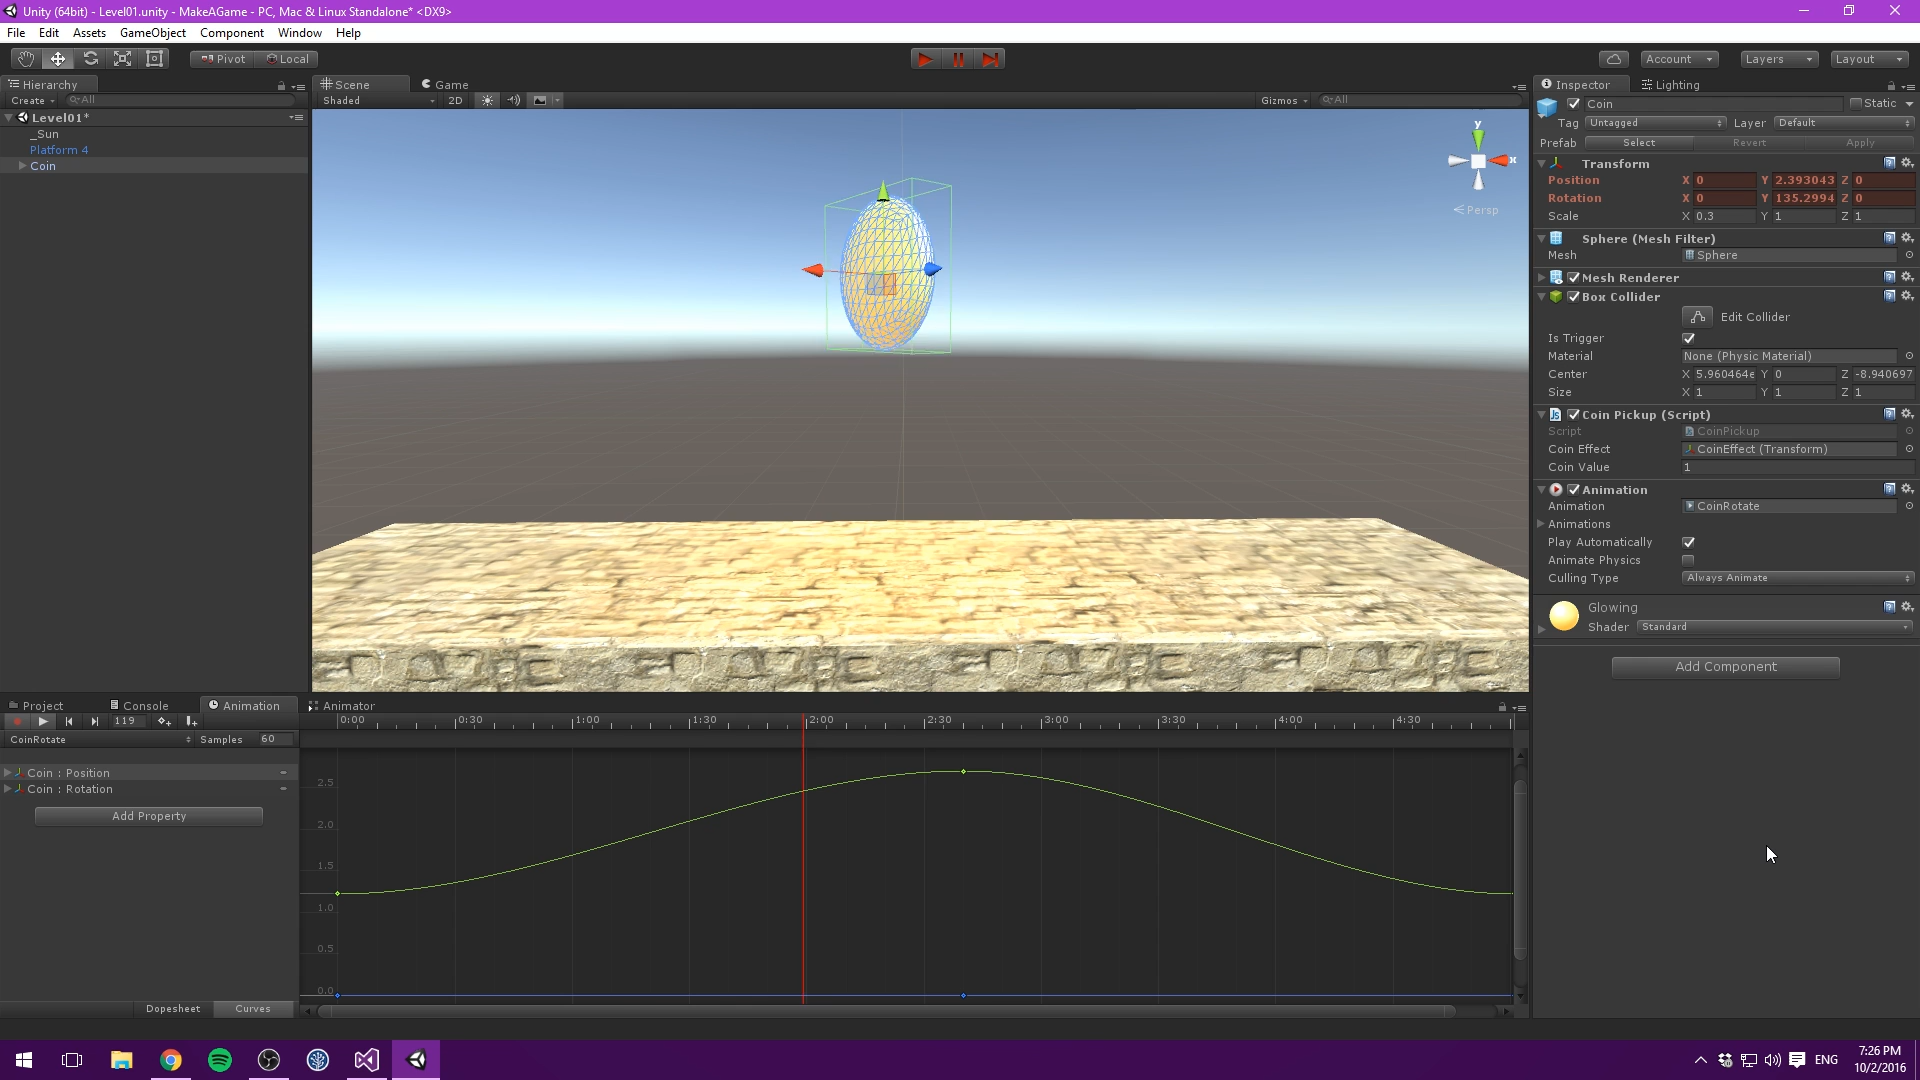 Unity (64bit) - Level01.unity - MakeAGame - PC, Mac & Linux Standalone* <DX9>
File Edit Assets GameObject Component Window Help
Pivot Local Account Layers Layout
Hierarchy Scene Game Inspector Lighting
Create All Shaded 2D Gizmos All
Level01*
_Sun
Platform 4
Coin
y
x
Persp
Coin Static
Tag Untagged Layer Default
Prefab Select Revert Apply
Transform
Position X 0 Y 2.393043 Z 0
Rotation X 0 Y 135.2994 Z 0
Scale X 0.3 Y 1 Z 1
Sphere (Mesh Filter)
Mesh Sphere
Mesh Renderer
Box Collider
Edit Collider
Is Trigger
Material None (Physic Material)
Center X 5.960464e Y 0 Z -8.940697
Size X 1 Y 1 Z 1
Coin Pickup (Script)
Script CoinPickup
Coin Effect CoinEffect (Transform)
Coin Value 1
Animation
Animation CoinRotate
Animations
Play Automatically
Animate Physics
Culling Type Always Animate
Glowing
Shader Standard
Add Component
Project Console Animation Animator
119 0:00 0:30 1:00 1:30 2:00 2:30 3:00 3:30 4:00 4:30
CoinRotate Samples 60
Coin : Position
Coin : Rotation
Add Property
2.5
2.0
1.5
1.0
0.5
0.0
Dopesheet Curves
ENG
7:26 PM
10/2/2016